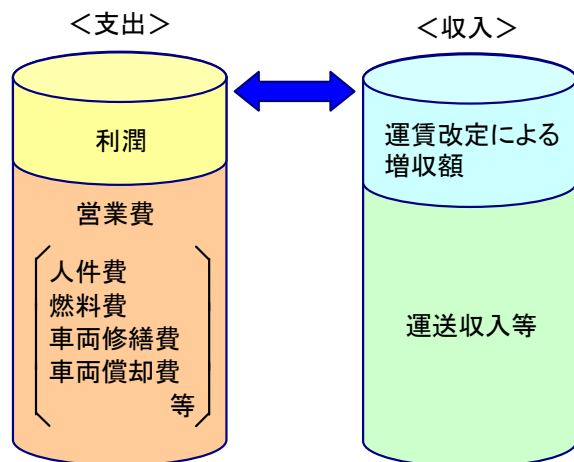 ＜支出＞
利潤
営業費
人件費
燃料費
車両修繕費
車両償却費
等
＜収入＞
運賃改定による
増収額
運送収入等